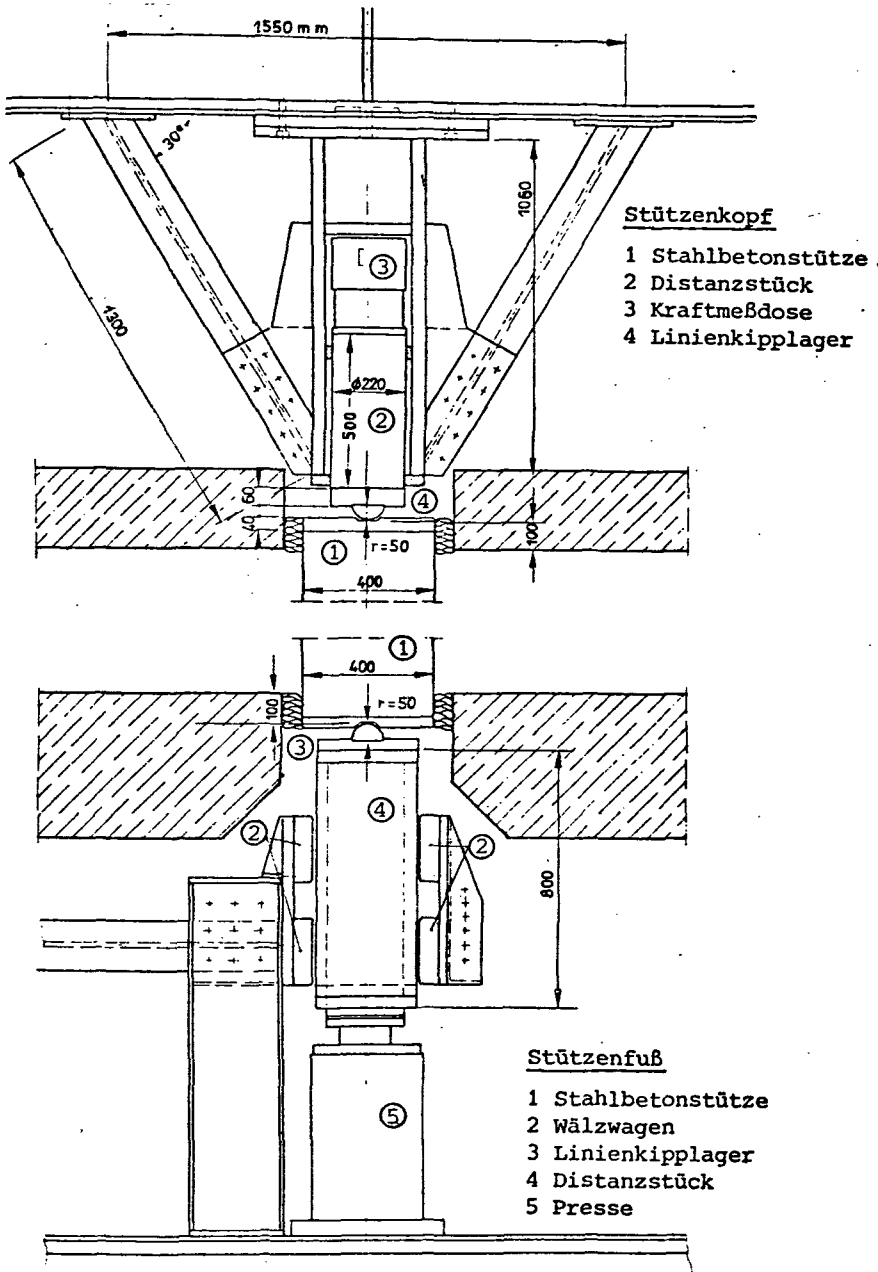 1550 mm
30°
1060
1300
Stützenkopf
1 Stahlbetonstütze
2 Distanzstück
3 Kraftmeßdose
4 Linienkipplager
③
φ220
500
②
60
④
40
①
r=50
100
400
①
400
100
r=50
③
④
②
②
800
Stützenfuß
1 Stahlbetonstütze
2 Wälzwagen
3 Linienkipplager
4 Distanzstück
5 Presse
⑤